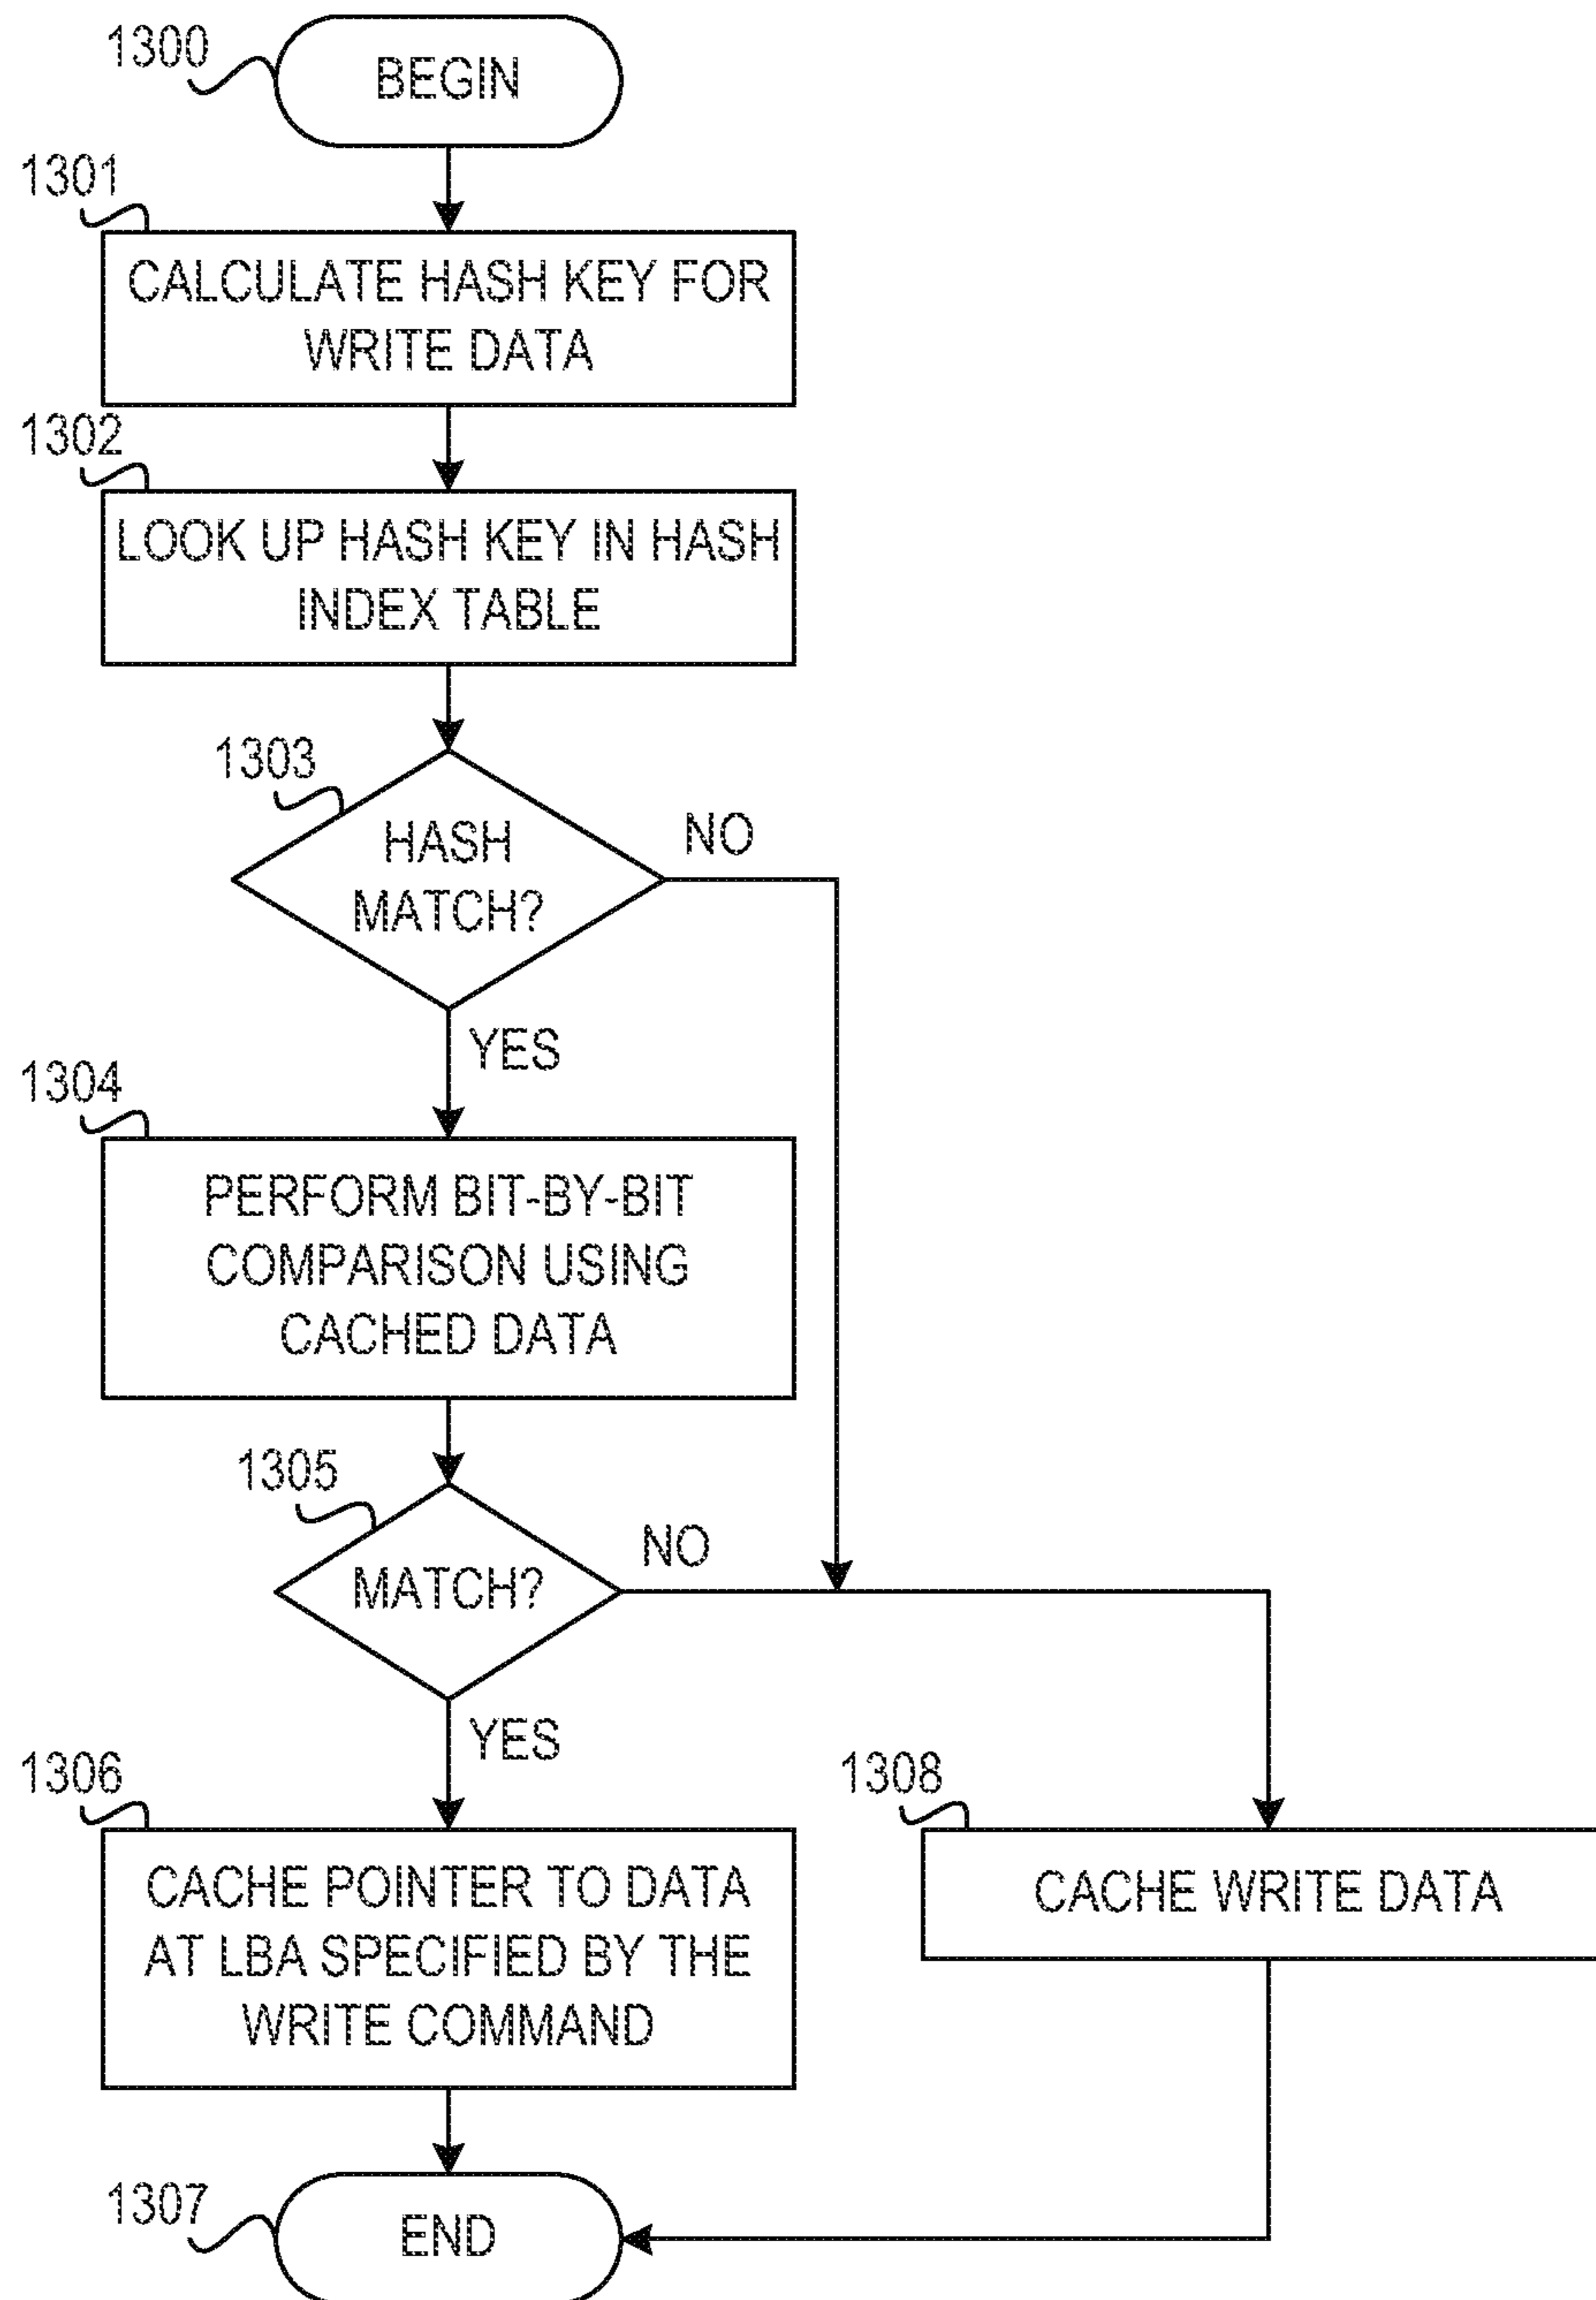 1300
BEGIN
1301
CALCULATE HASH KEY FOR
WRITE DATA
1302
LOOK UP HASH KEY IN HASH
INDEX TABLE
1303
HASH
MATCH?
NO
YES
1304
PERFORM BIT-BY-BIT
COMPARISON USING
CACHED DATA
1305
MATCH?
NO
YES
1306
CACHE POINTER TO DATA
AT LBA SPECIFIED BY THE
WRITE COMMAND
1308
CACHE WRITE DATA
1307
END